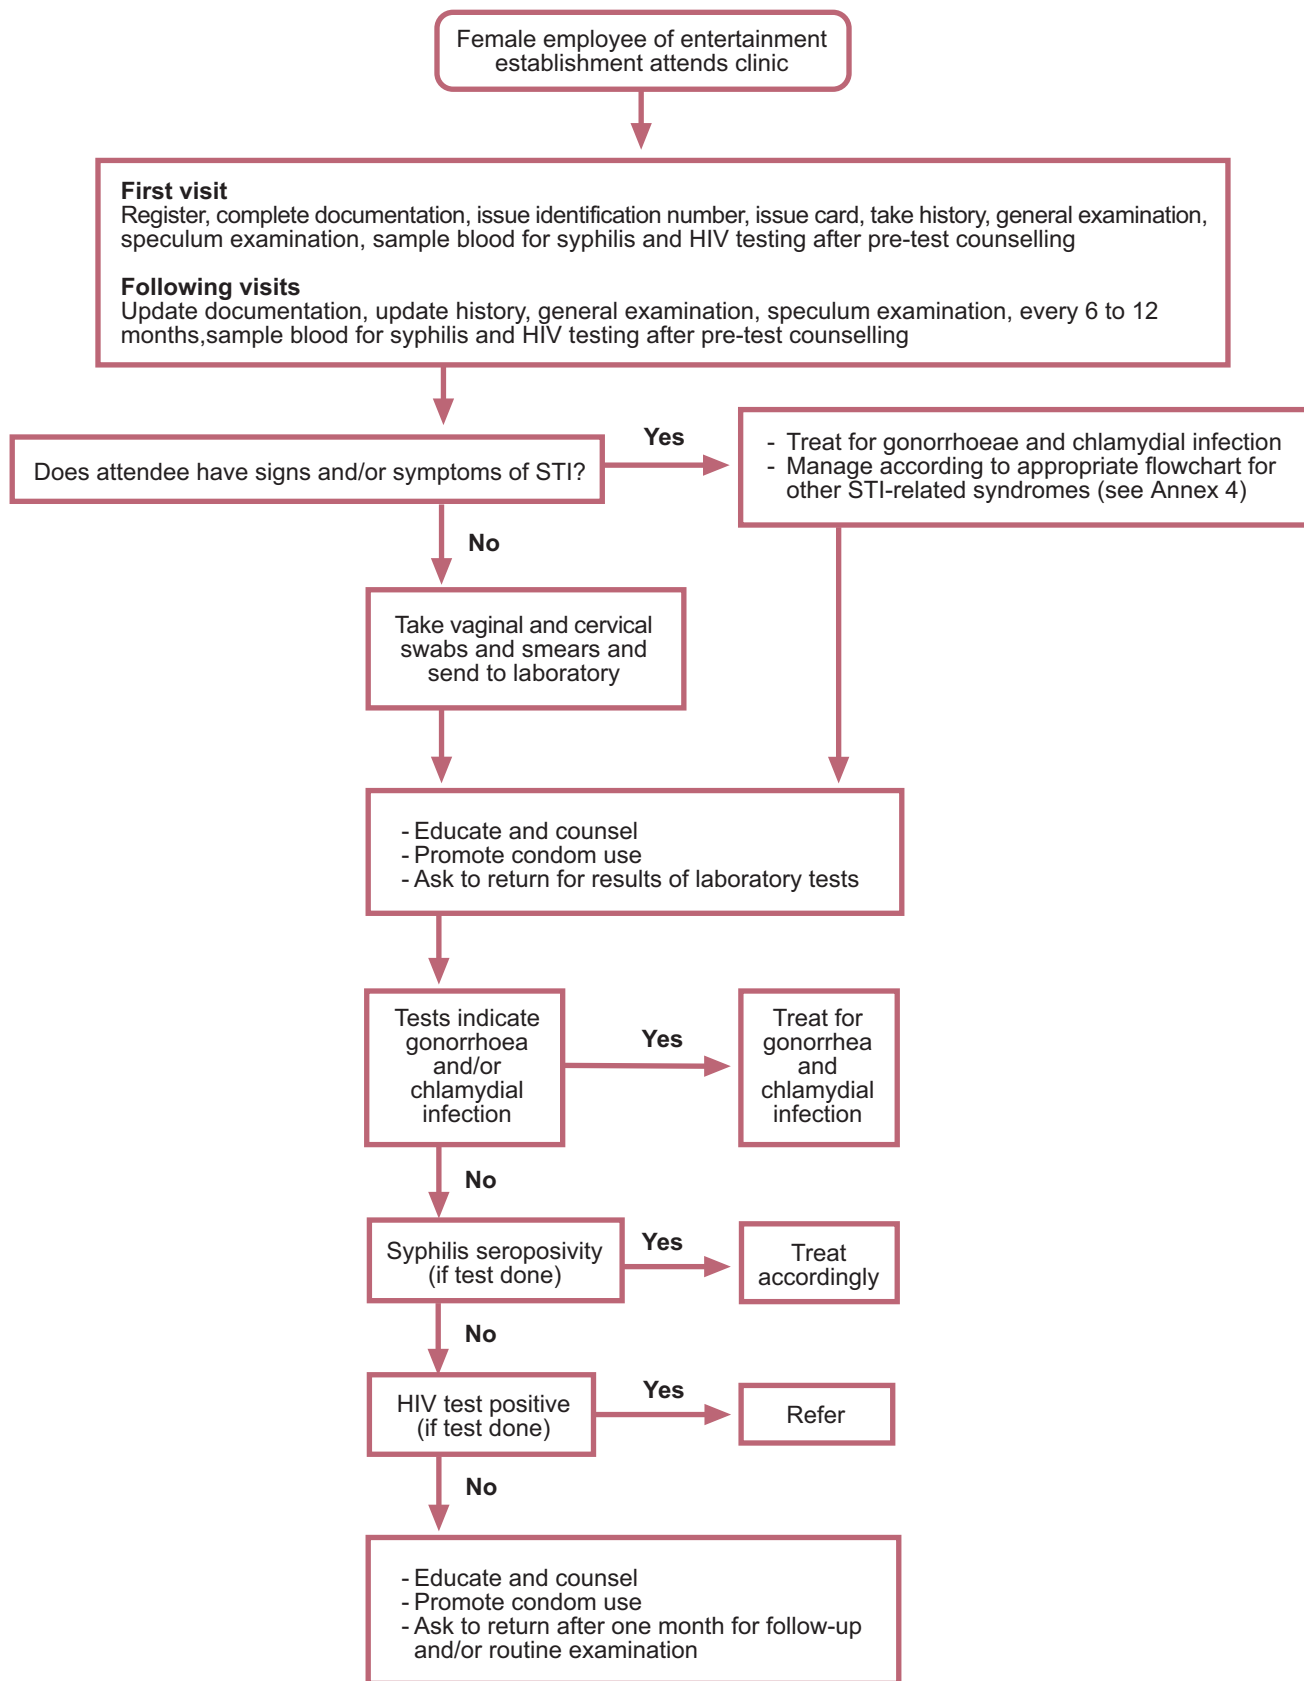 Female employee of entertainment
establishment attends clinic
First visit
Register, complete documentation, issue identification number, issue card, take history, general examination,
speculum examination, sample blood for syphilis and HIV testing after pre-test counselling
Following visits
Update documentation, update history, general examination, speculum examination, every 6 to 12
months,sample blood for syphilis and HIV testing after pre-test counselling
Does attendee have signs and/or symptoms of STI?
Yes
- Treat for gonorrhoeae and chlamydial infection
- Manage according to appropriate flowchart for
other STI-related syndromes (see Annex 4)
No
Take vaginal and cervical
swabs and smears and
send to laboratory
- Educate and counsel
- Promote condom use
- Ask to return for results of laboratory tests
Tests indicate
gonorrhoea
and/or
chlamydial
infection
Yes
Treat for
gonorrhea
and
chlamydial
infection
No
Syphilis seroposivity
(if test done)
Yes
Treat
accordingly
No
HIV test positive
(if test done)
Yes
Refer
No
- Educate and counsel
- Promote condom use
- Ask to return after one month for follow-up
and/or routine examination